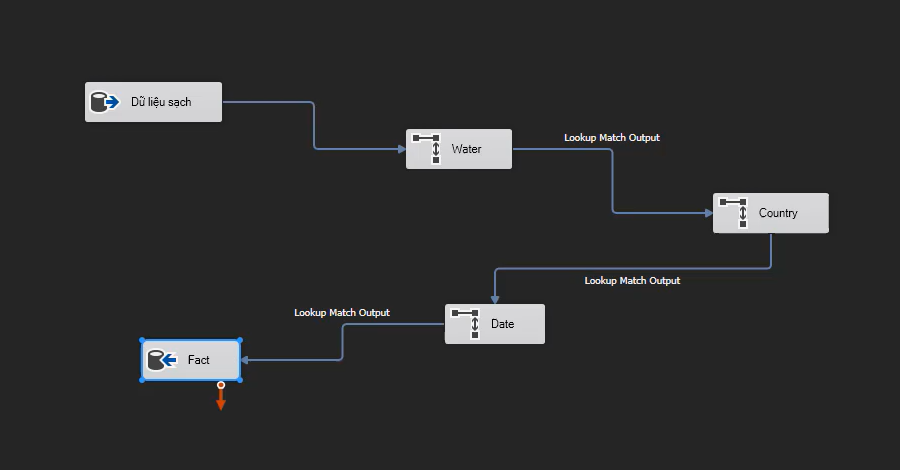 Dữ liệu sạch
Water
Lookup Match Output
Country
Lookup Match Output
Date
Lookup Match Output
Fact